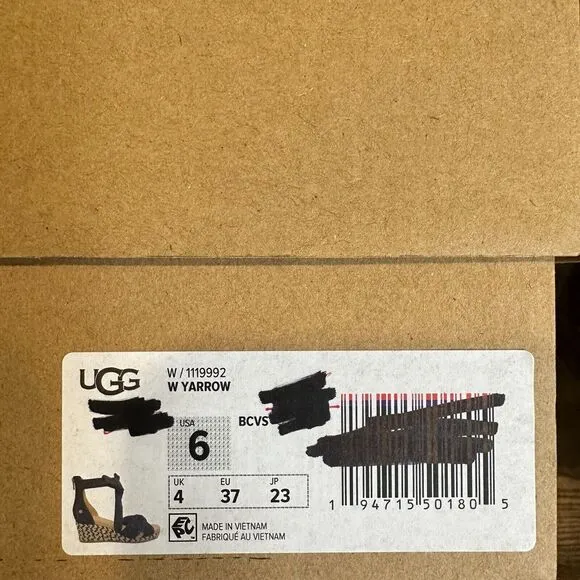 UGG
W / 1119992
W YARROW
USA
6
BCVS
UK EU JP
4 37 23
1 94715 50180 5
EPC
MADE IN VIETNAM
FABRIQUÉ AU VIETNAM